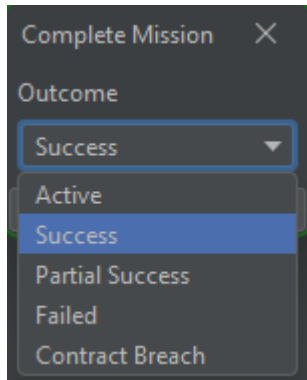 Complete Mission
Outcome
Success
Active
Success
Partial Success
Failed
Contract Breach